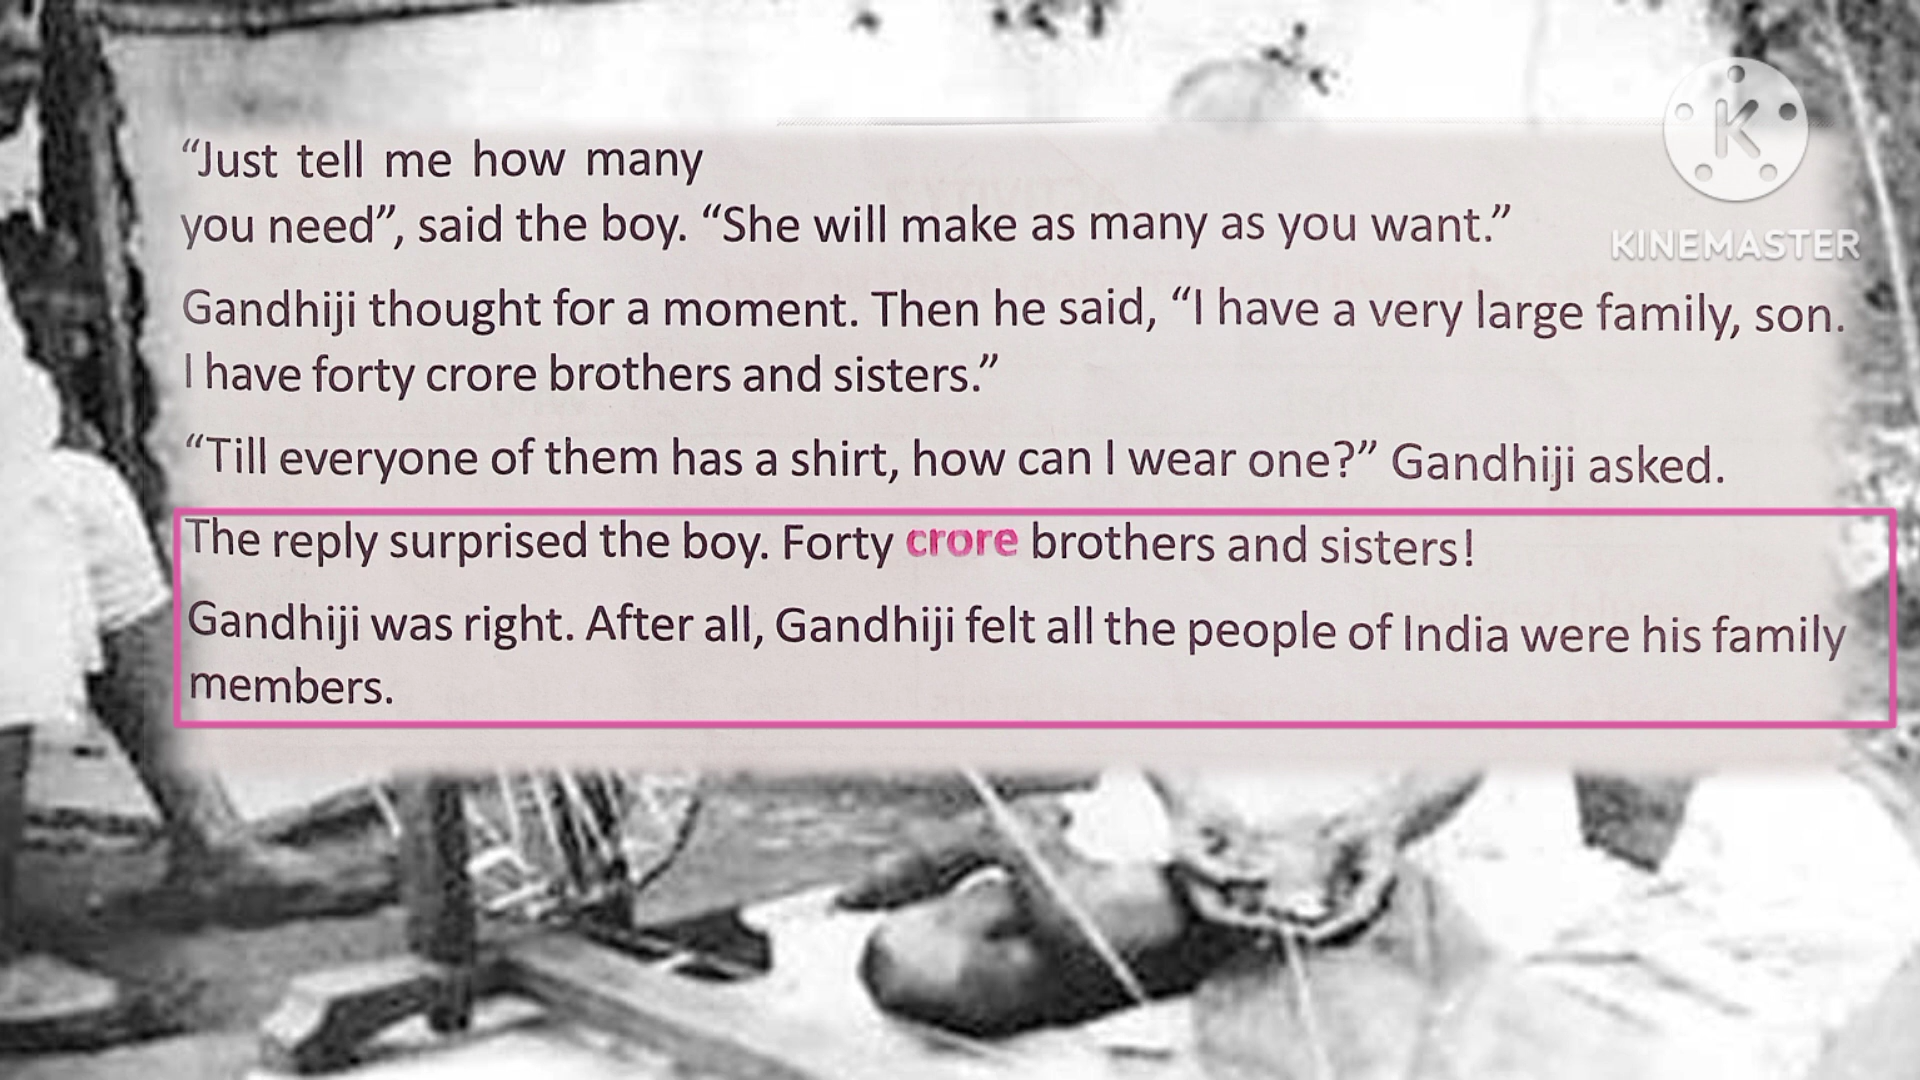 “Just tell me how many
you need”, said the boy. “She will make as many as you want.”
Gandhiji thought for a moment. Then he said, “I have a very large family, son.
I have forty crore brothers and sisters.”
“Till everyone of them has a shirt, how can I wear one?” Gandhiji asked.
The reply surprised the boy. Forty crore brothers and sisters!
Gandhiji was right. After all, Gandhiji felt all the people of India were his family
members.
K
KINEMASTER